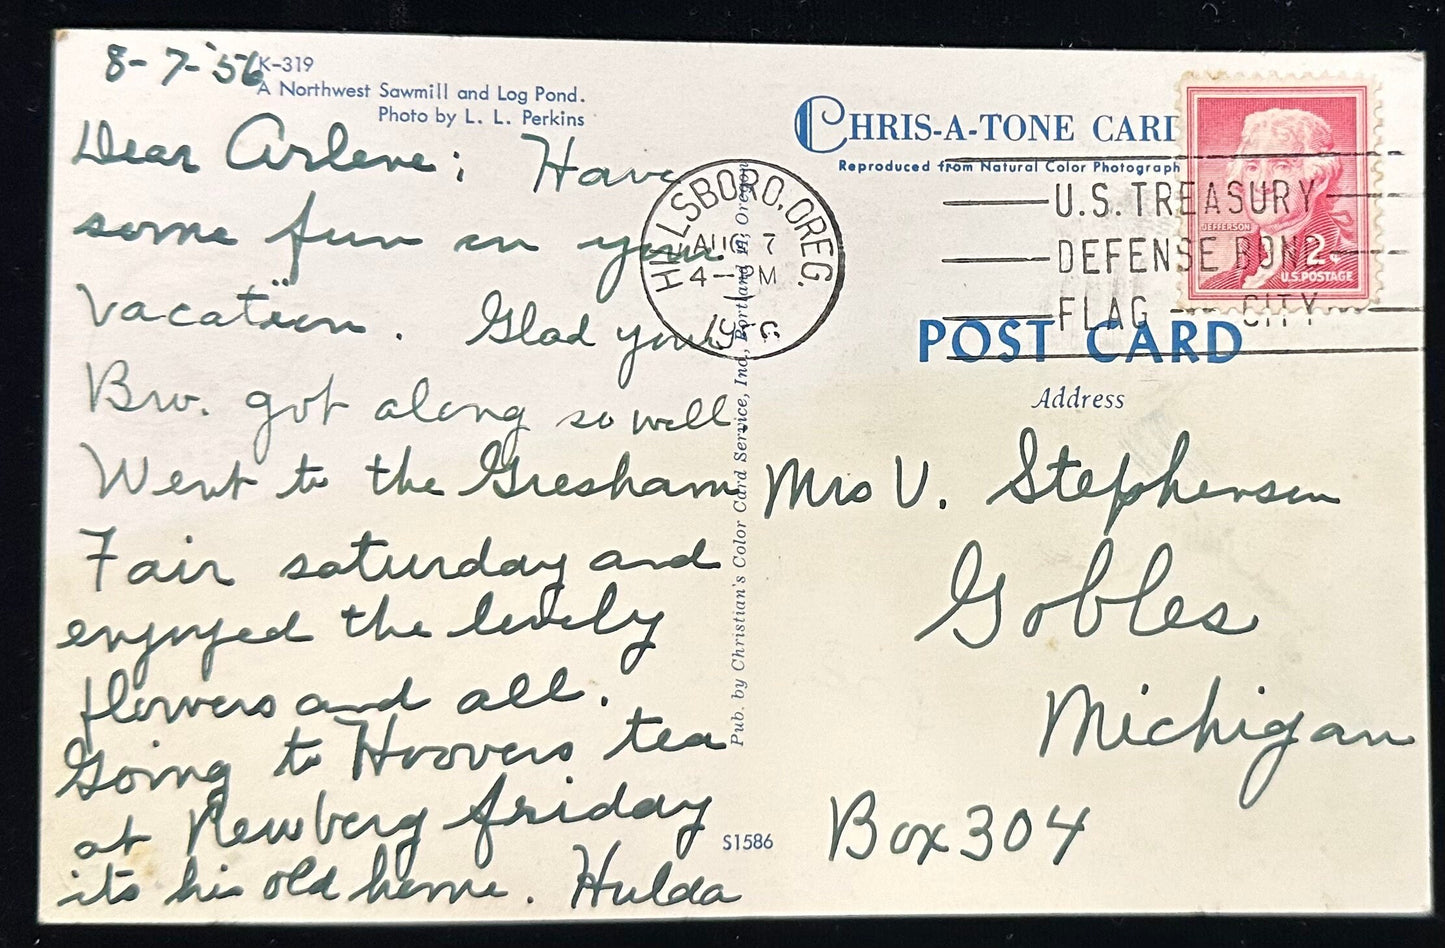 8-7-'56
K-319
A Northwest Sawmill and Log Pond.
Photo by L. L. Perkins
Dear Arlene; Have
some fun on your
vacation. Glad your
Bro. got along so well
Went to the Gresham
Fair saturday and
enjoyed the lovely
flowers and all.
Going to Hoovers tea
at Newberg friday
its his old home. Hulda
HILLSBORO, OREG.
AUG 7
4- PM
19
Pub. by Christian's Color Card Service, Inc., Portland 10, Oregon
S1586
CHRIS-A-TONE CARD
Reproduced from Natural Color Photograph
U.S. TREASURY
DEFENSE BOND
FLAG CITY
JEFFERSON
2¢
U.S. POSTAGE
POST CARD
Address
Mrs V. Stephenson
Gobles
Michigan
Box 304